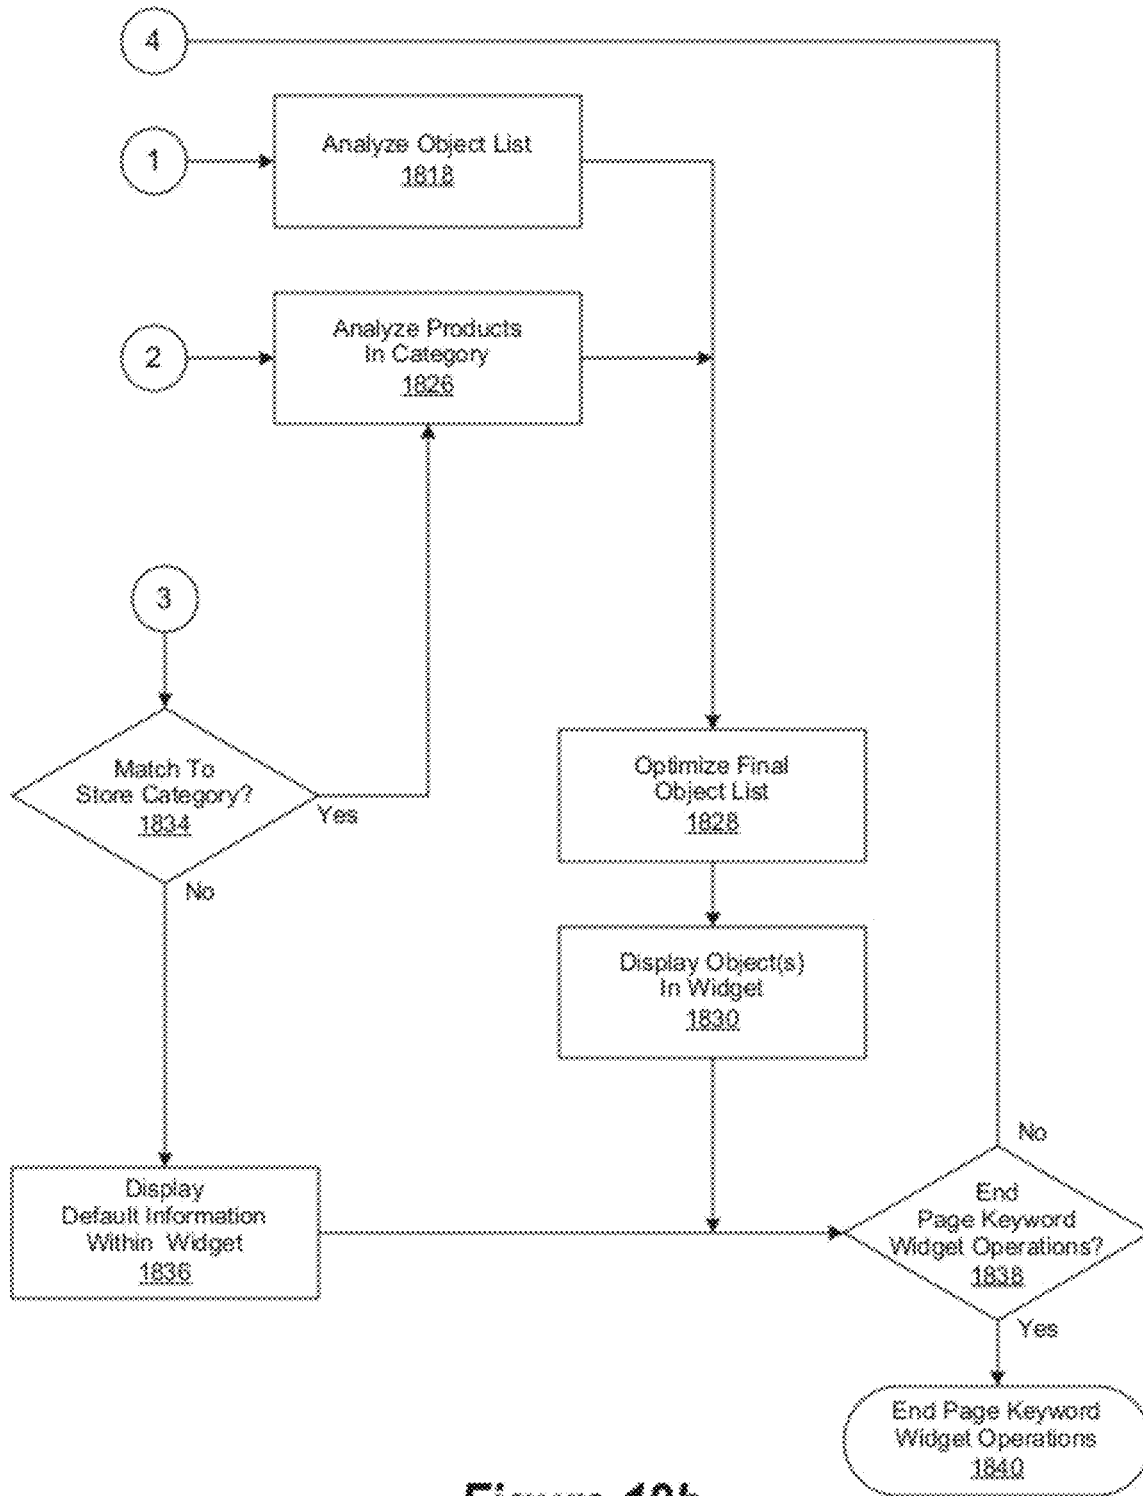 4
1
Analyze Object List
1818
2
Analyze Products
In Category
1826
3
Match To
Store Category?
1834
Yes
No
Optimize Final
Object List
1828
Display Object(s)
In Widget
1830
Display
Default Information
Within Widget
1836
No
End
Page Keyword
Widget Operations?
1838
Yes
End Page Keyword
Widget Operations
1840